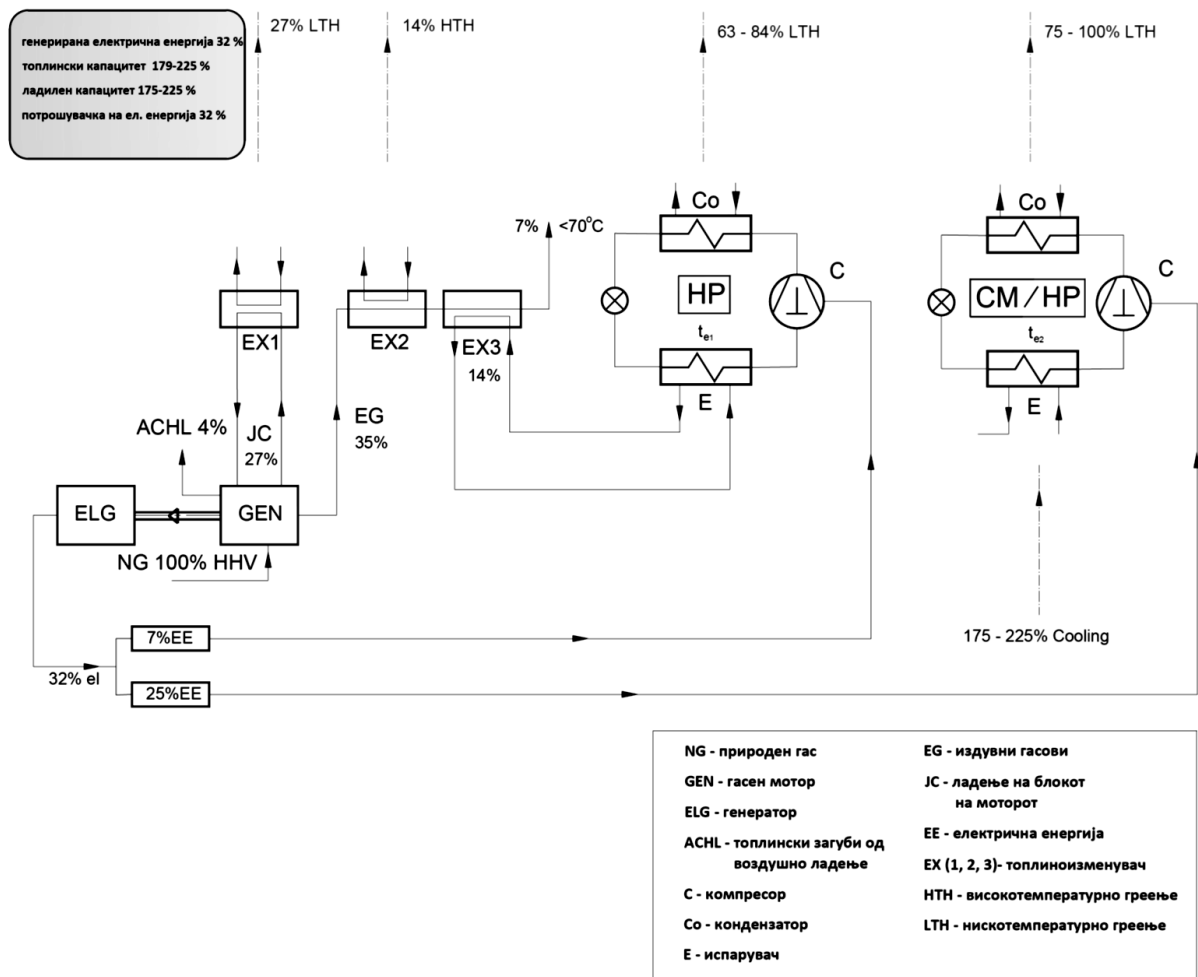 27% LTH
14% HTH
63 - 84% LTH
75 - 100% LTH
генерирана електрична енергија 32 %
топлински капацитет 179-225 %
ладилен капацитет 175-225 %
потрошувачка на ел. енергија 32 %
Co
Co
7% <70°C
C
C
HP
CM / HP
te1
te2
EX1
EX2
EX3
14%
E
E
ACHL 4%
JC
27%
EG
35%
ELG
GEN
NG 100% HHV
175 - 225% Cooling
7%EE
32% el
25%EE
NG - природен гас
GEN - гасен мотор
ELG - генератор
ACHL - топлински загуби од
воздушно ладење
C - компресор
Co - кондензатор
E - испарувач
EG - издувни гасови
JC - ладење на блокот
на моторот
EE - електрична енергија
EX (1, 2, 3)- топлиноизменувач
HTH - високотемпературно греење
LTH - нискотемпературно греење